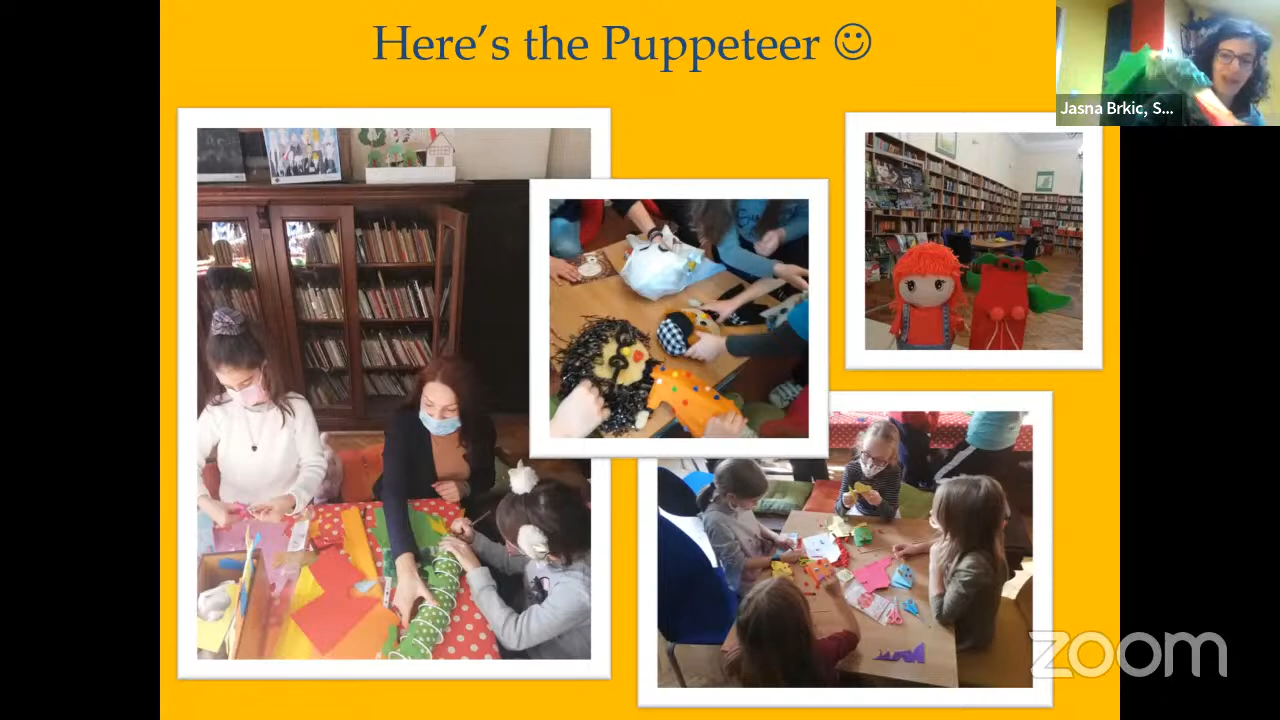 Here's the Puppeteer ☺
Jasna Brkic, S...
zoom